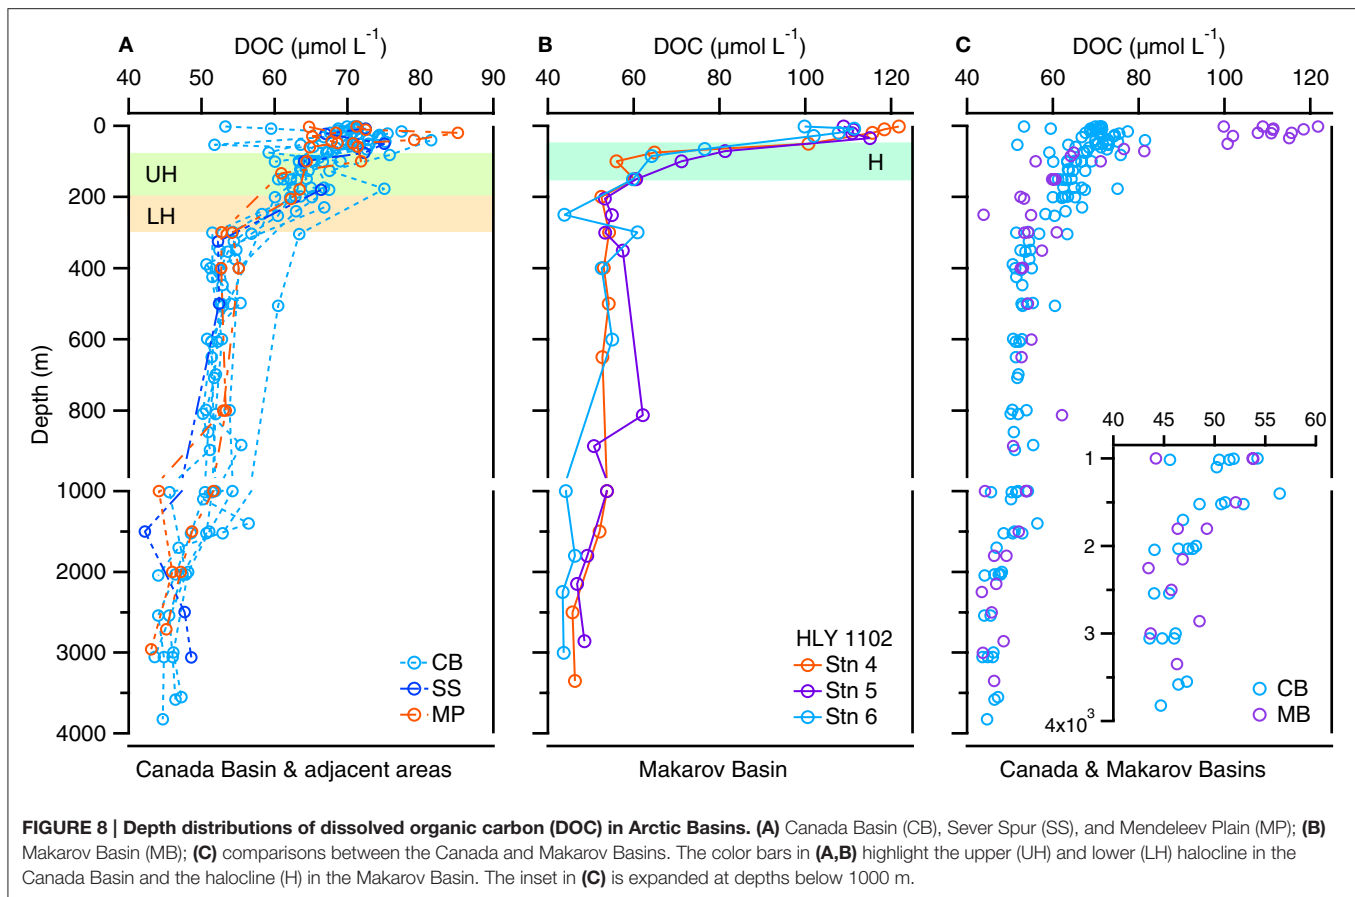 A
DOC (µmol L-1)
40 50 60 70 80 90
B
DOC (µmol L-1)
40 60 80 100 120
C
DOC (µmol L-1)
40 60 80 100 120
Depth (m)
0
200
400
600
800
1000
2000
3000
4000
UH
LH
CB
SS
MP
Canada Basin & adjacent areas
H
HLY 1102
Stn 4
Stn 5
Stn 6
Makarov Basin
40 45 50 55 60
1
2
3
4x103
CB
MB
Canada & Makarov Basins
FIGURE 8 | Depth distributions of dissolved organic carbon (DOC) in Arctic Basins. (A) Canada Basin (CB), Sever Spur (SS), and Mendeleev Plain (MP); (B)
Makarov Basin (MB); (C) comparisons between the Canada and Makarov Basins. The color bars in (A,B) highlight the upper (UH) and lower (LH) halocline in the
Canada Basin and the halocline (H) in the Makarov Basin. The inset in (C) is expanded at depths below 1000 m.